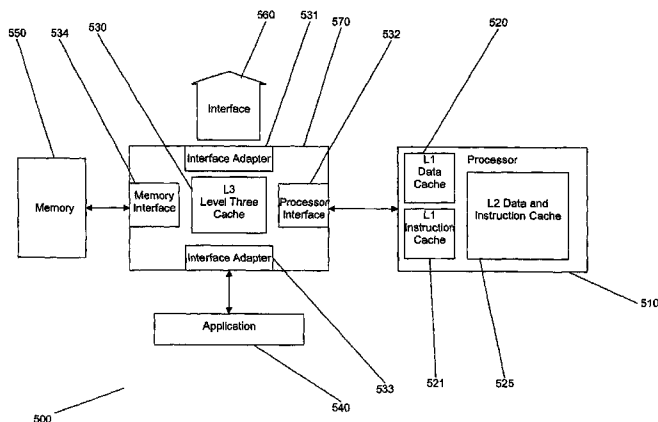 560
531
570
530
532
520
534
550
Interface
Interface Adapter
Memory
Memory
Interface
L3
Level Three
Cache
Processor
Interface
Interface Adapter
L1
Data
Cache
Processor
L1
Instruction
Cache
L2 Data and
Instruction Cache
510
Application
533
521
525
540
500